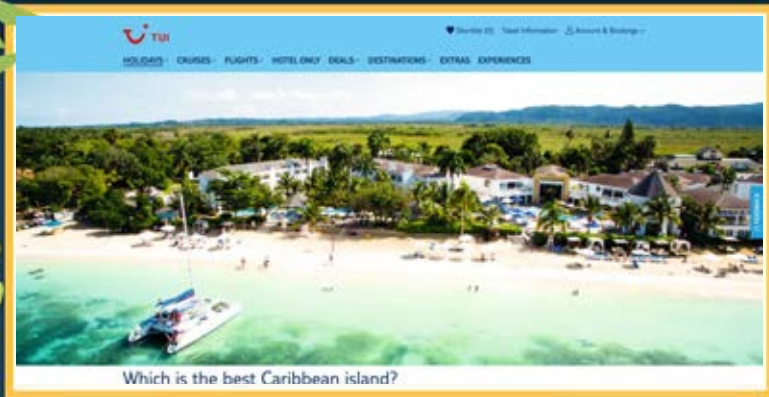 TUI
Shortlist (0) Travel Information Account & Bookings
HOLIDAYS CRUISES FLIGHTS HOTEL ONLY DEALS DESTINATIONS EXTRAS EXPERIENCES
FEEDBACK
Which is the best Caribbean island?